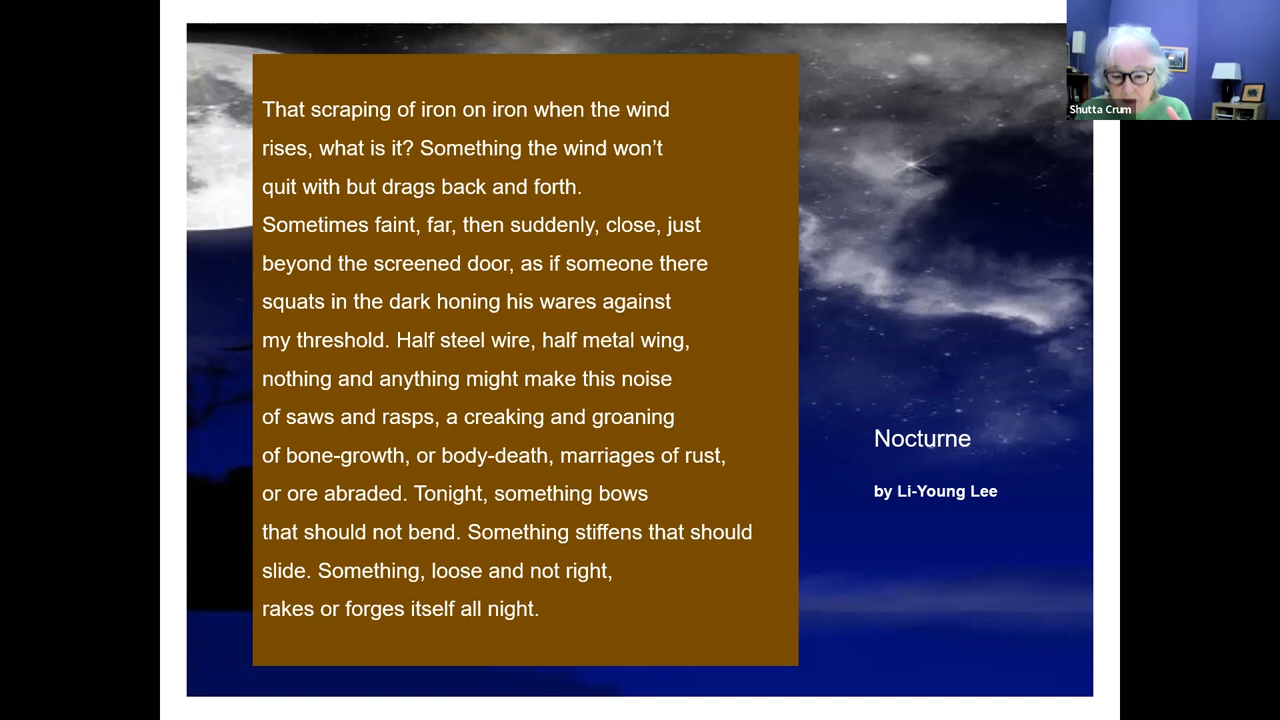 That scraping of iron on iron when the wind
rises, what is it? Something the wind won't
quit with but drags back and forth.
Sometimes faint, far, then suddenly, close, just
beyond the screened door, as if someone there
squats in the dark honing his wares against
my threshold. Half steel wire, half metal wing,
nothing and anything might make this noise
of saws and rasps, a creaking and groaning
of bone-growth, or body-death, marriages of rust,
or ore abraded. Tonight, something bows
that should not bend. Something stiffens that should
slide. Something, loose and not right,
rakes or forges itself all night.
Nocturne
by Li-Young Lee
Shutta Crum